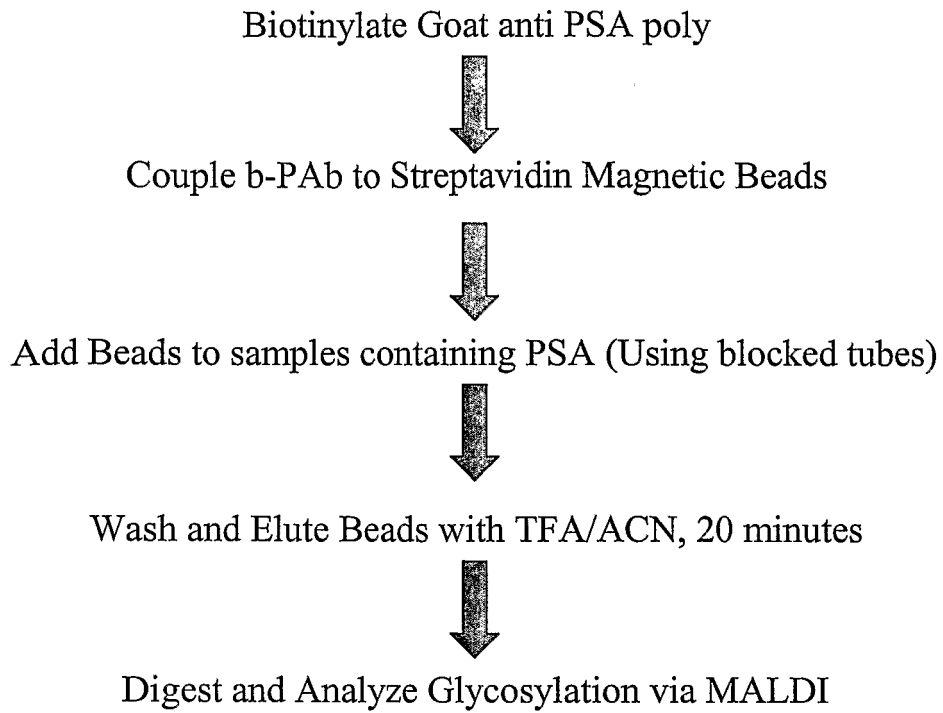 Biotinylate Goat anti PSA poly
Couple b-PAb to Streptavidin Magnetic Beads
Add Beads to samples containing PSA (Using blocked tubes)
Wash and Elute Beads with TFA/ACN, 20 minutes
Digest and Analyze Glycosylation via MALDI